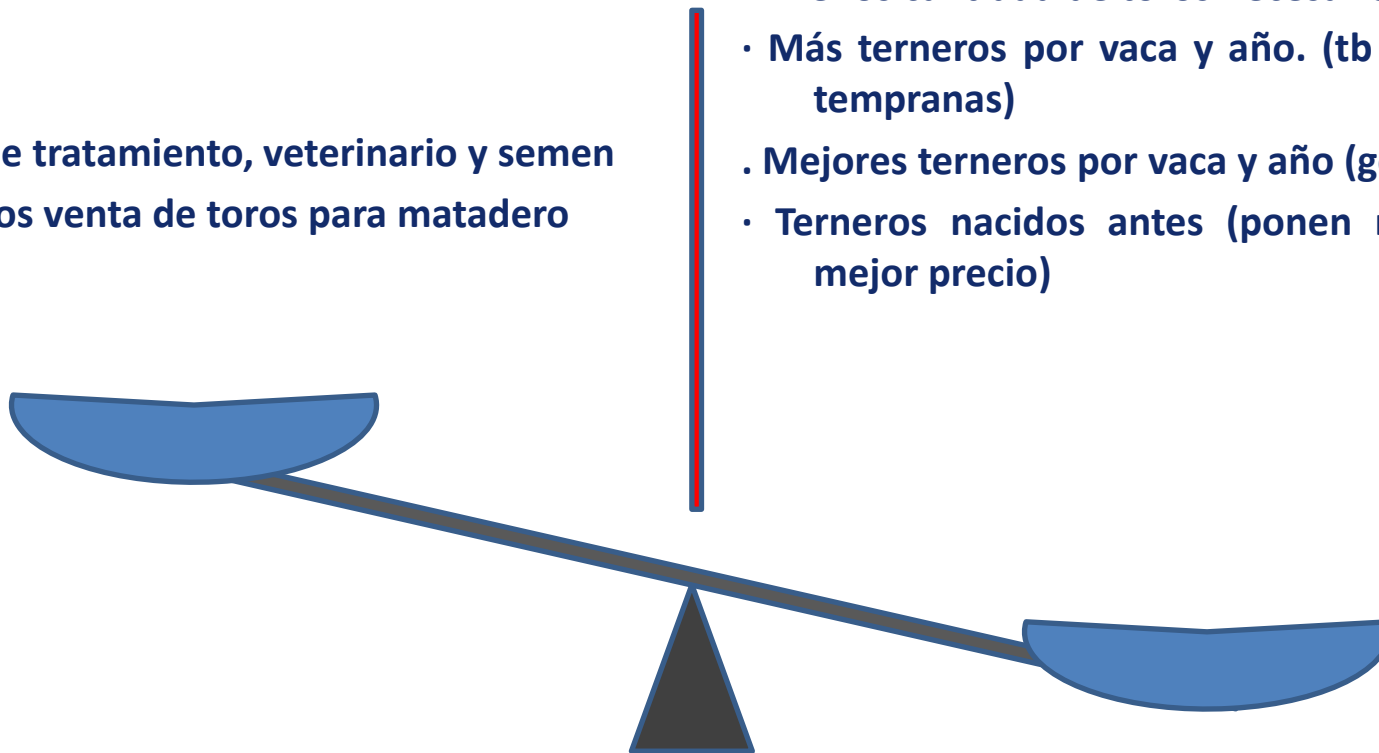 e tratamiento, veterinario y semen
os venta de toros para matadero
· Más terneros por vaca y año. (tb
tempranas)
. Mejores terneros por vaca y año (g
· Terneros nacidos antes (ponen
mejor precio)